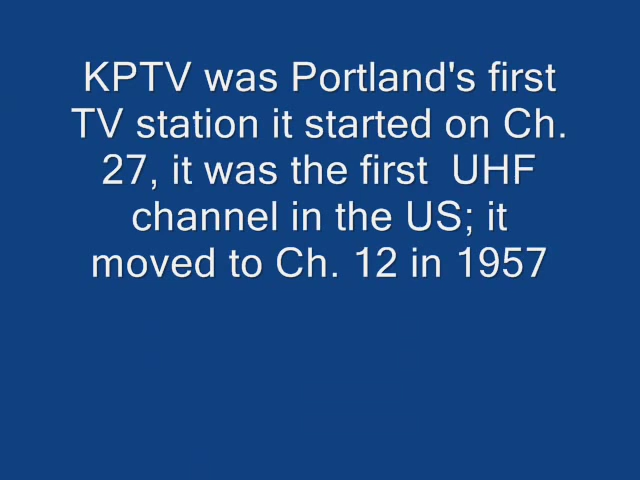 KPTV was Portland's first
TV station it started on Ch.
27, it was the first  UHF
channel in the US; it
moved to Ch. 12 in 1957